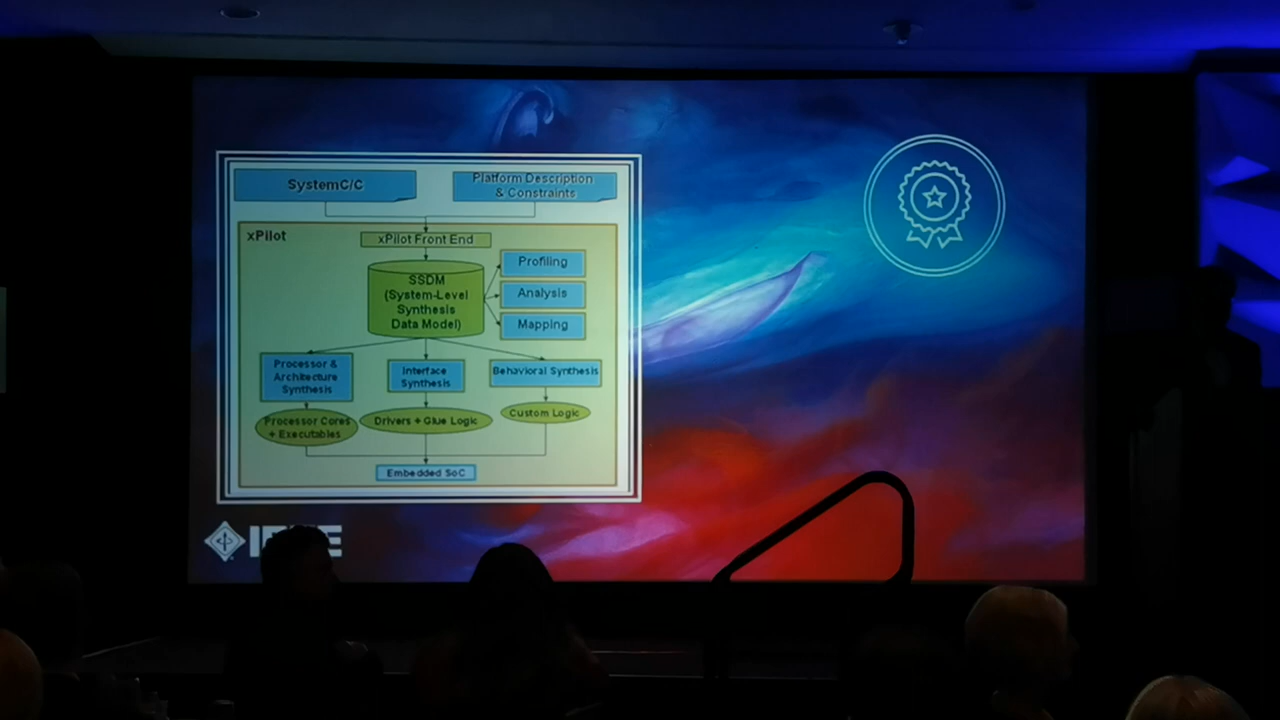 SystemC/C
Platform Description
& Constraints
xPilot
xPilot Front End
SSDM
(System-Level
Synthesis
Data Model)
Profiling
Analysis
Mapping
Processor &
Architecture
Synthesis
Interface
Synthesis
Behavioral Synthesis
Processor Cores
+ Executables
Drivers + Glue Logic
Custom Logic
Embedded SoC
IEEE